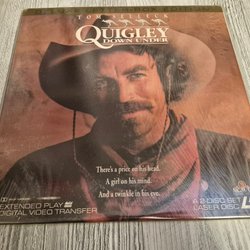 TOM SELLECK
QUIGLEY
DOWN UNDER
There's a price on his head.
A girl on his mind.
And a twinkle in his eye.
EXTENDED PLAY
DIGITAL VIDEO TRANSFER
A 2-DISC SET
LASER DISC